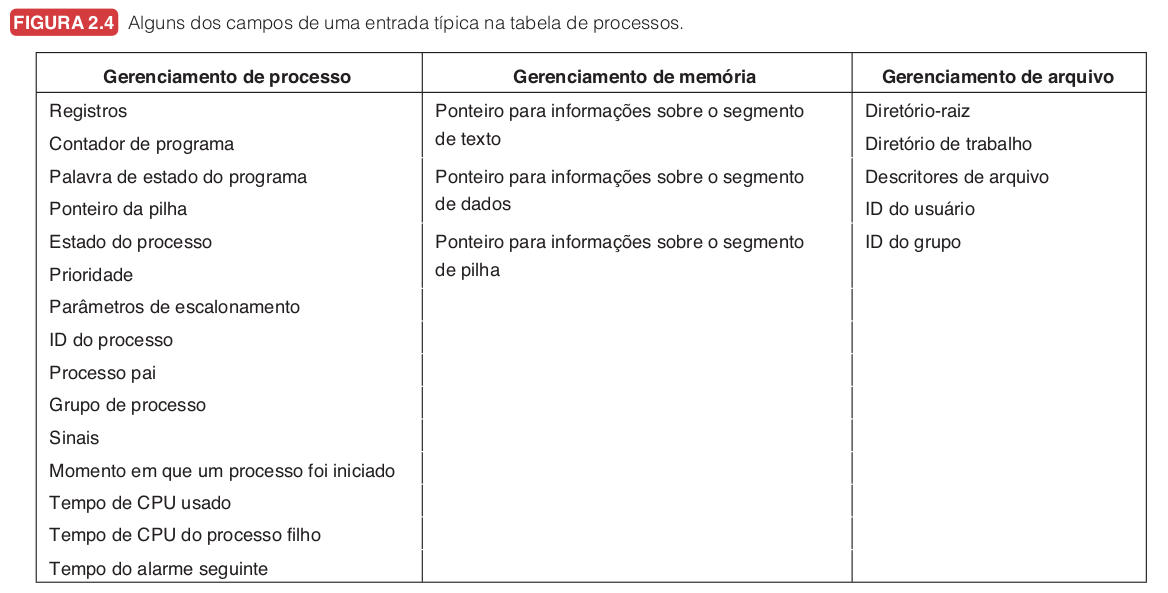 FIGURA 2.4 Alguns dos campos de uma entrada típica na tabela de processos.
Gerenciamento de processo
Registros
Contador de programa
Palavra de estado do programa
Ponteiro da pilha
Estado do processo
Prioridade
Parâmetros de escalonamento
ID do processo
Processo pai
Grupo de processo
Sinais
Momento em que um processo foi iniciado
Tempo de CPU usado
Tempo de CPU do processo filho
Tempo do alarme seguinte
Gerenciamento de memória
Ponteiro para informações sobre o segmento
de texto
Ponteiro para informações sobre o segmento
de dados
Ponteiro para informações sobre o segmento
de pilha
Gerenciamento de arquivo
Diretório-raiz
Diretório de trabalho
Descritores de arquivo
ID do usuário
ID do grupo